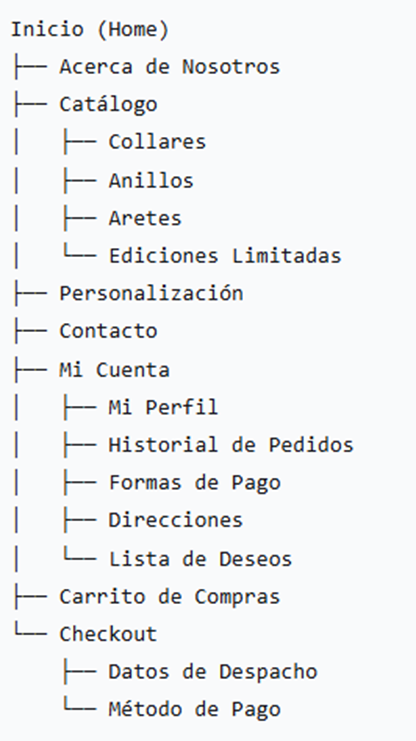 Inicio (Home)
├── Acerca de Nosotros
├── Catálogo
│   ├── Collares
│   ├── Anillos
│   ├── Aretes
│   └── Ediciones Limitadas
├── Personalización
├── Contacto
├── Mi Cuenta
│   ├── Mi Perfil
│   ├── Historial de Pedidos
│   ├── Formas de Pago
│   ├── Direcciones
│   └── Lista de Deseos
├── Carrito de Compras
└── Checkout
    ├── Datos de Despacho
    └── Método de Pago